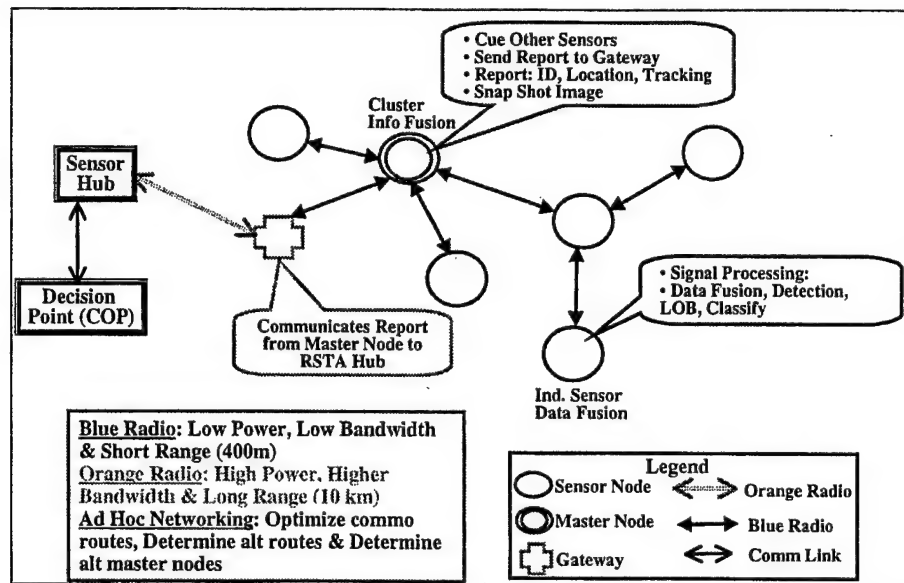 • Cue Other Sensors
• Send Report to Gateway
• Report: ID, Location, Tracking
• Snap Shot Image
Cluster
Info Fusion
Sensor
Hub
Decision
Point (COP)
Communicates Report
from Master Node to
RSTA Hub
• Signal Processing:
• Data Fusion, Detection,
LOB, Classify
Ind. Sensor
Data Fusion
Blue Radio: Low Power, Low Bandwidth
& Short Range (400m)
Orange Radio: High Power, Higher
Bandwidth & Long Range (10 km)
Ad Hoc Networking: Optimize commo
routes, Determine alt routes & Determine
alt master nodes
Legend
Sensor Node
Orange Radio
Master Node
Blue Radio
Gateway
Comm Link